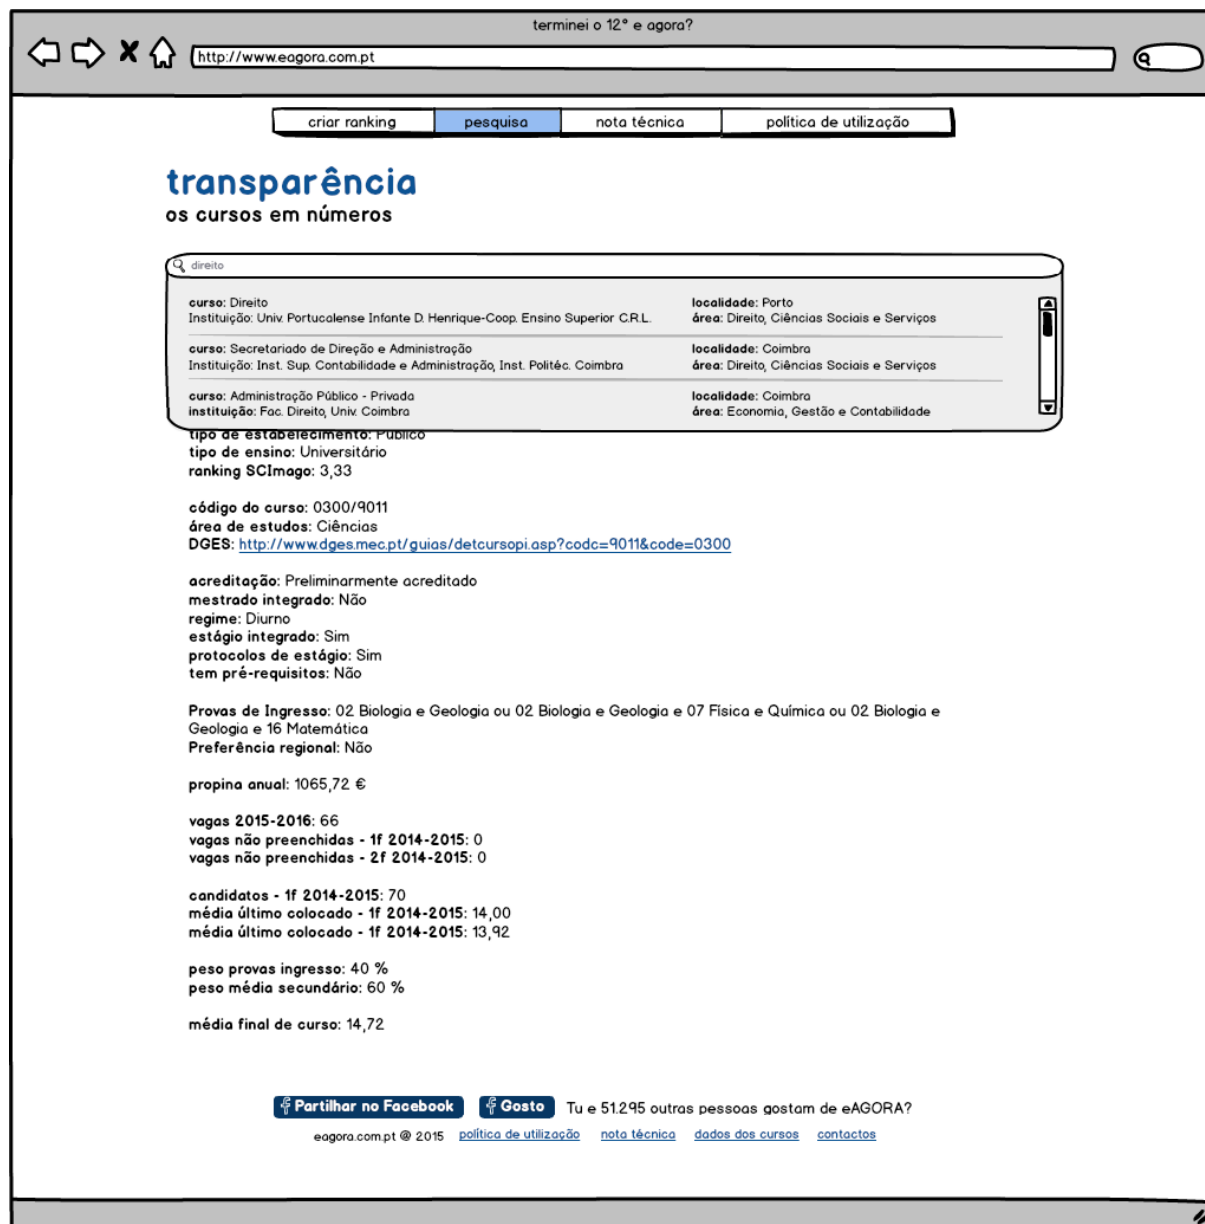 terminei o 12° e agora?
http://www.eagora.com.pt
criar ranking pesquisa nota técnica política de utilização
transparência
os cursos em números
direito
curso: Direito localidade: Porto
Instituição: Univ. Portucalense Infante D. Henrique-Coop. Ensino Superior C.R.L. área: Direito, Ciências Sociais e Serviços
curso: Secretariado de Direção e Administração localidade: Coimbra
Instituição: Inst. Sup. Contabilidade e Administração, Inst. Politéc. Coimbra área: Direito, Ciências Sociais e Serviços
curso: Administração Público - Privada localidade: Coimbra
instituição: Fac. Direito, Univ. Coimbra área: Economia, Gestão e Contabilidade
tipo de estabelecimento: Público
tipo de ensino: Universitário
ranking SCImago: 3,33
código do curso: 0300/9011
área de estudos: Ciências
DGES: http://www.dges.mec.pt/guias/detcursopi.asp?codc=9011&code=0300
acreditação: Preliminarmente acreditado
mestrado integrado: Não
regime: Diurno
estágio integrado: Sim
protocolos de estágio: Sim
tem pré-requisitos: Não
Provas de Ingresso: 02 Biologia e Geologia ou 02 Biologia e Geologia e 07 Física e Química ou 02 Biologia e
Geologia e 16 Matemática
Preferência regional: Não
propina anual: 1065,72 €
vagas 2015-2016: 66
vagas não preenchidas - 1f 2014-2015: 0
vagas não preenchidas - 2f 2014-2015: 0
candidatos - 1f 2014-2015: 70
média último colocado - 1f 2014-2015: 14,00
média último colocado - 1f 2014-2015: 13,92
peso provas ingresso: 40 %
peso média secundário: 60 %
média final de curso: 14,72
Partilhar no Facebook Gosto Tu e 51.295 outras pessoas gostam de eAGORA?
eagora.com.pt @ 2015 política de utilização nota técnica dados dos cursos contactos